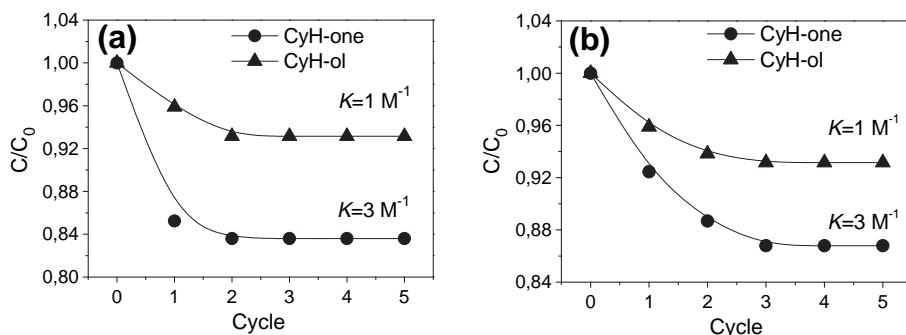 (a)
CyH-one
CyH-ol
K=1 M⁻¹
K=3 M⁻¹
C/C₀
1,04
1,00
0,96
0,92
0,88
0,84
0,80
0 1 2 3 4 5
Cycle
(b)
CyH-one
CyH-ol
K=1 M⁻¹
K=3 M⁻¹
C/C₀
1,04
1,00
0,96
0,92
0,88
0,84
0 1 2 3 4 5
Cycle